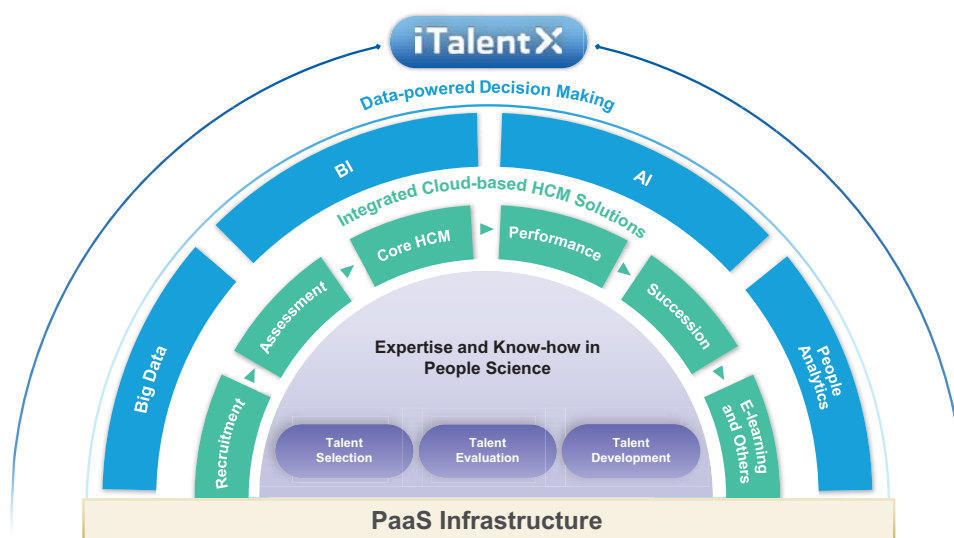 iTalentX
Data-powered Decision Making
BI
AI
Big Data
People
Analytics
Integrated Cloud-based HCM Solutions
Recruitment
Assessment
Core HCM
Performance
Succession
E-learning
and Others
Expertise and Know-how in
People Science
Talent
Selection
Talent
Evaluation
Talent
Development
PaaS Infrastructure